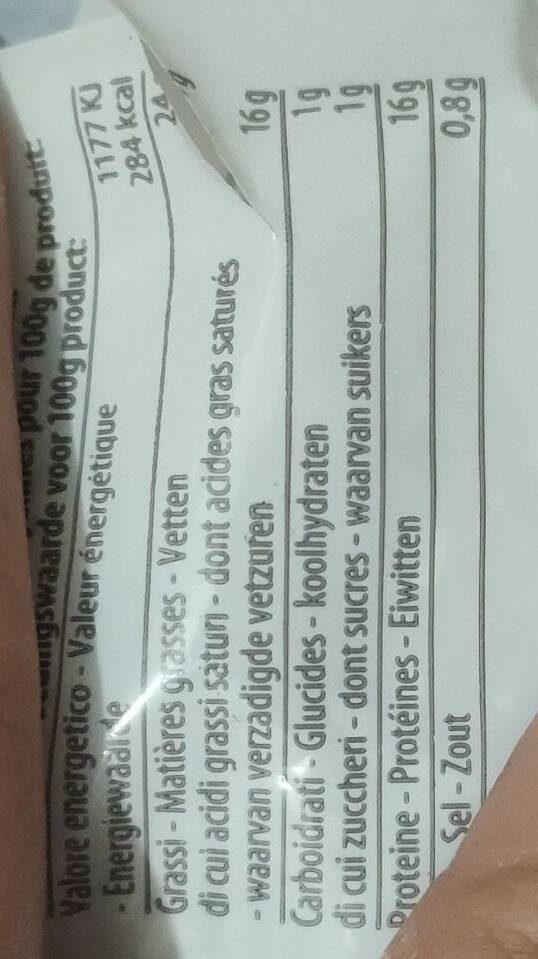 pour 100g de produit:
voor 100g product:
Valore energetico - Valeur énergétique 1177 KJ
- Energiewaarde 284 kcal
Grassi - Matières grasses - Vetten g
di cui acidi grassi saturi - dont acides gras saturés
- waarvan verzadigde vetzuren 16g
Carboidrati - Glucides - koolhydraten 1g
di cui zuccheri - dont sucres - waarvan suikers 1g
Proteine - Protéines - Eiwitten 16g
Sel - Zout 0,8g